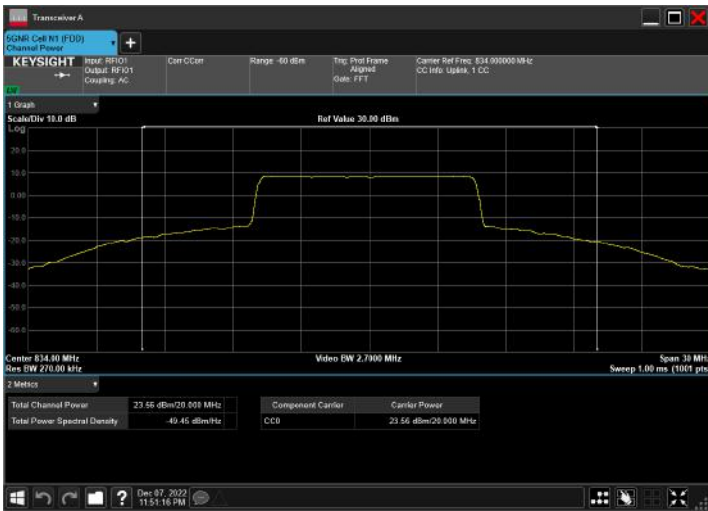 Transceiver A
5GNR Cell N1 (FDD)
Channel Power
KEYSIGHT
Input: RFIO1
Output: RFIO1
Coupling: AC
Corr CCorr
Range -60 dBm
Trig: Prot Frame
Aligned
Gate: FFT
Carrier Ref Freq: 834.000000 MHz
CC Info: Uplink, 1 CC
1 Graph
Scale/Div 10.0 dB
Ref Value 30.00 dBm
Log
20.0
10.0
0.00
-10.0
-20.0
-30.0
-40.0
-50.0
-60.0
Center 834.00 MHz
Video BW 2.7000 MHz
Span 30 MH
Res BW 270.00 kHz
Sweep 1.00 ms (1001 pts
2 Metrics
Total Channel Power 23.56 dBm/20.000 MHz
Total Power Spectral Density -49.45 dBm/Hz
Component Carrier Carrier Power
CC0 23.56 dBm/20.000 MHz
Dec 07, 2022
11:51:16 PM